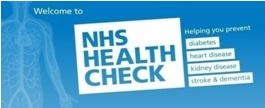 Welcome to
NHS
HEALTH
CHECK
Helping you prevent
diabetes
heart disease
kidney disease
stroke & dementia